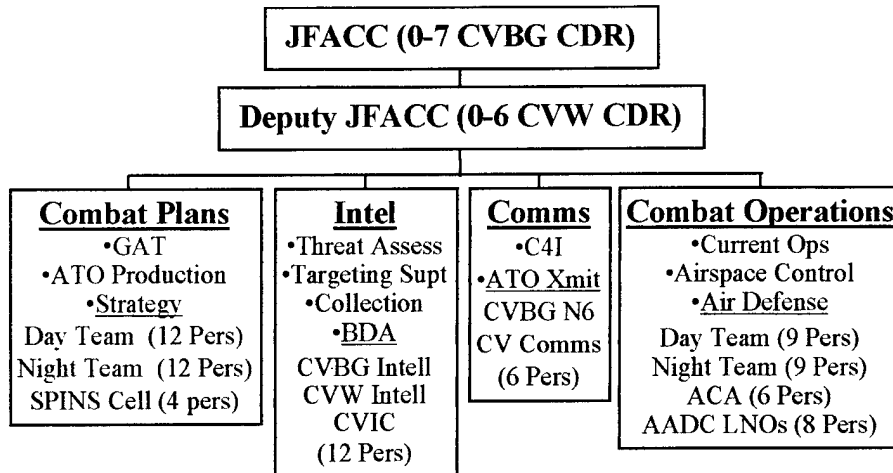 JFACC (0-7 CVBG CDR)
Deputy JFACC (0-6 CVW CDR)
Combat Plans
•GAT
•ATO Production
•Strategy
Day Team (12 Pers)
Night Team (12 Pers)
SPINS Cell (4 pers)
Intel
•Threat Assess
•Targeting Supt
•Collection
•BDA
CVBG Intell
CVW Intell
CVIC
(12 Pers)
Comms
•C4I
•ATO Xmit
CVBG N6
CV Comms
(6 Pers)
Combat Operations
•Current Ops
•Airspace Control
•Air Defense
Day Team (9 Pers)
Night Team (9 Pers)
ACA (6 Pers)
AADC LNOs (8 Pers)